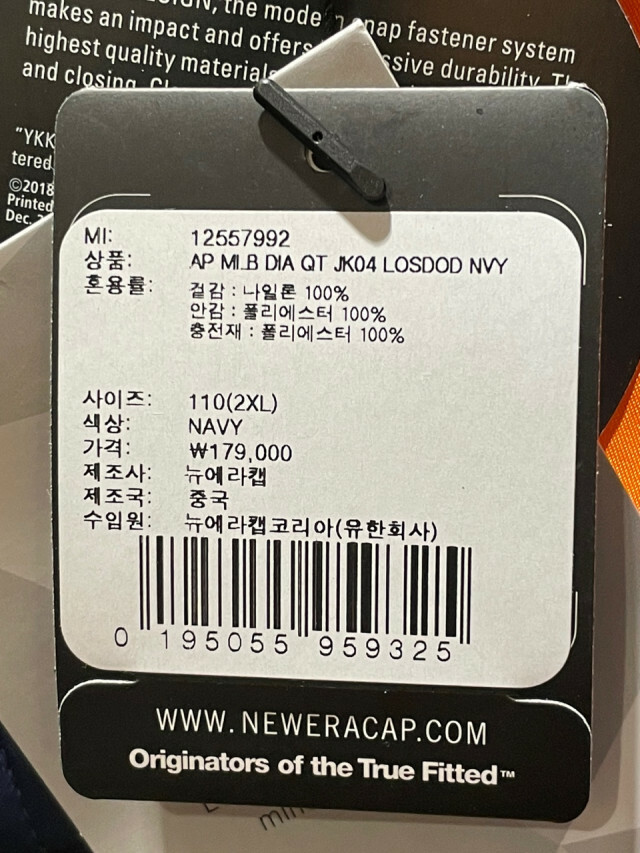 the mode
snap fastener system
makes an impact and offers
ssive durability. Th
highest quality materials
and closing.
"YKK
tered
©2018
Printed
Dec.
MI: 12557992
상품: AP MLB DIA QT JK04 LOSDOD NVY
혼용률: 겉감 : 나일론 100%
안감 : 폴리에스터 100%
충전재 : 폴리에스터 100%
사이즈: 110(2XL)
색상: NAVY
가격: ₩179,000
제조사: 뉴에라캡
제조국: 중국
수입원: 뉴에라캡코리아(유한회사)
0 195055 959325
WWW.NEWERACAP.COM
Originators of the True Fitted™